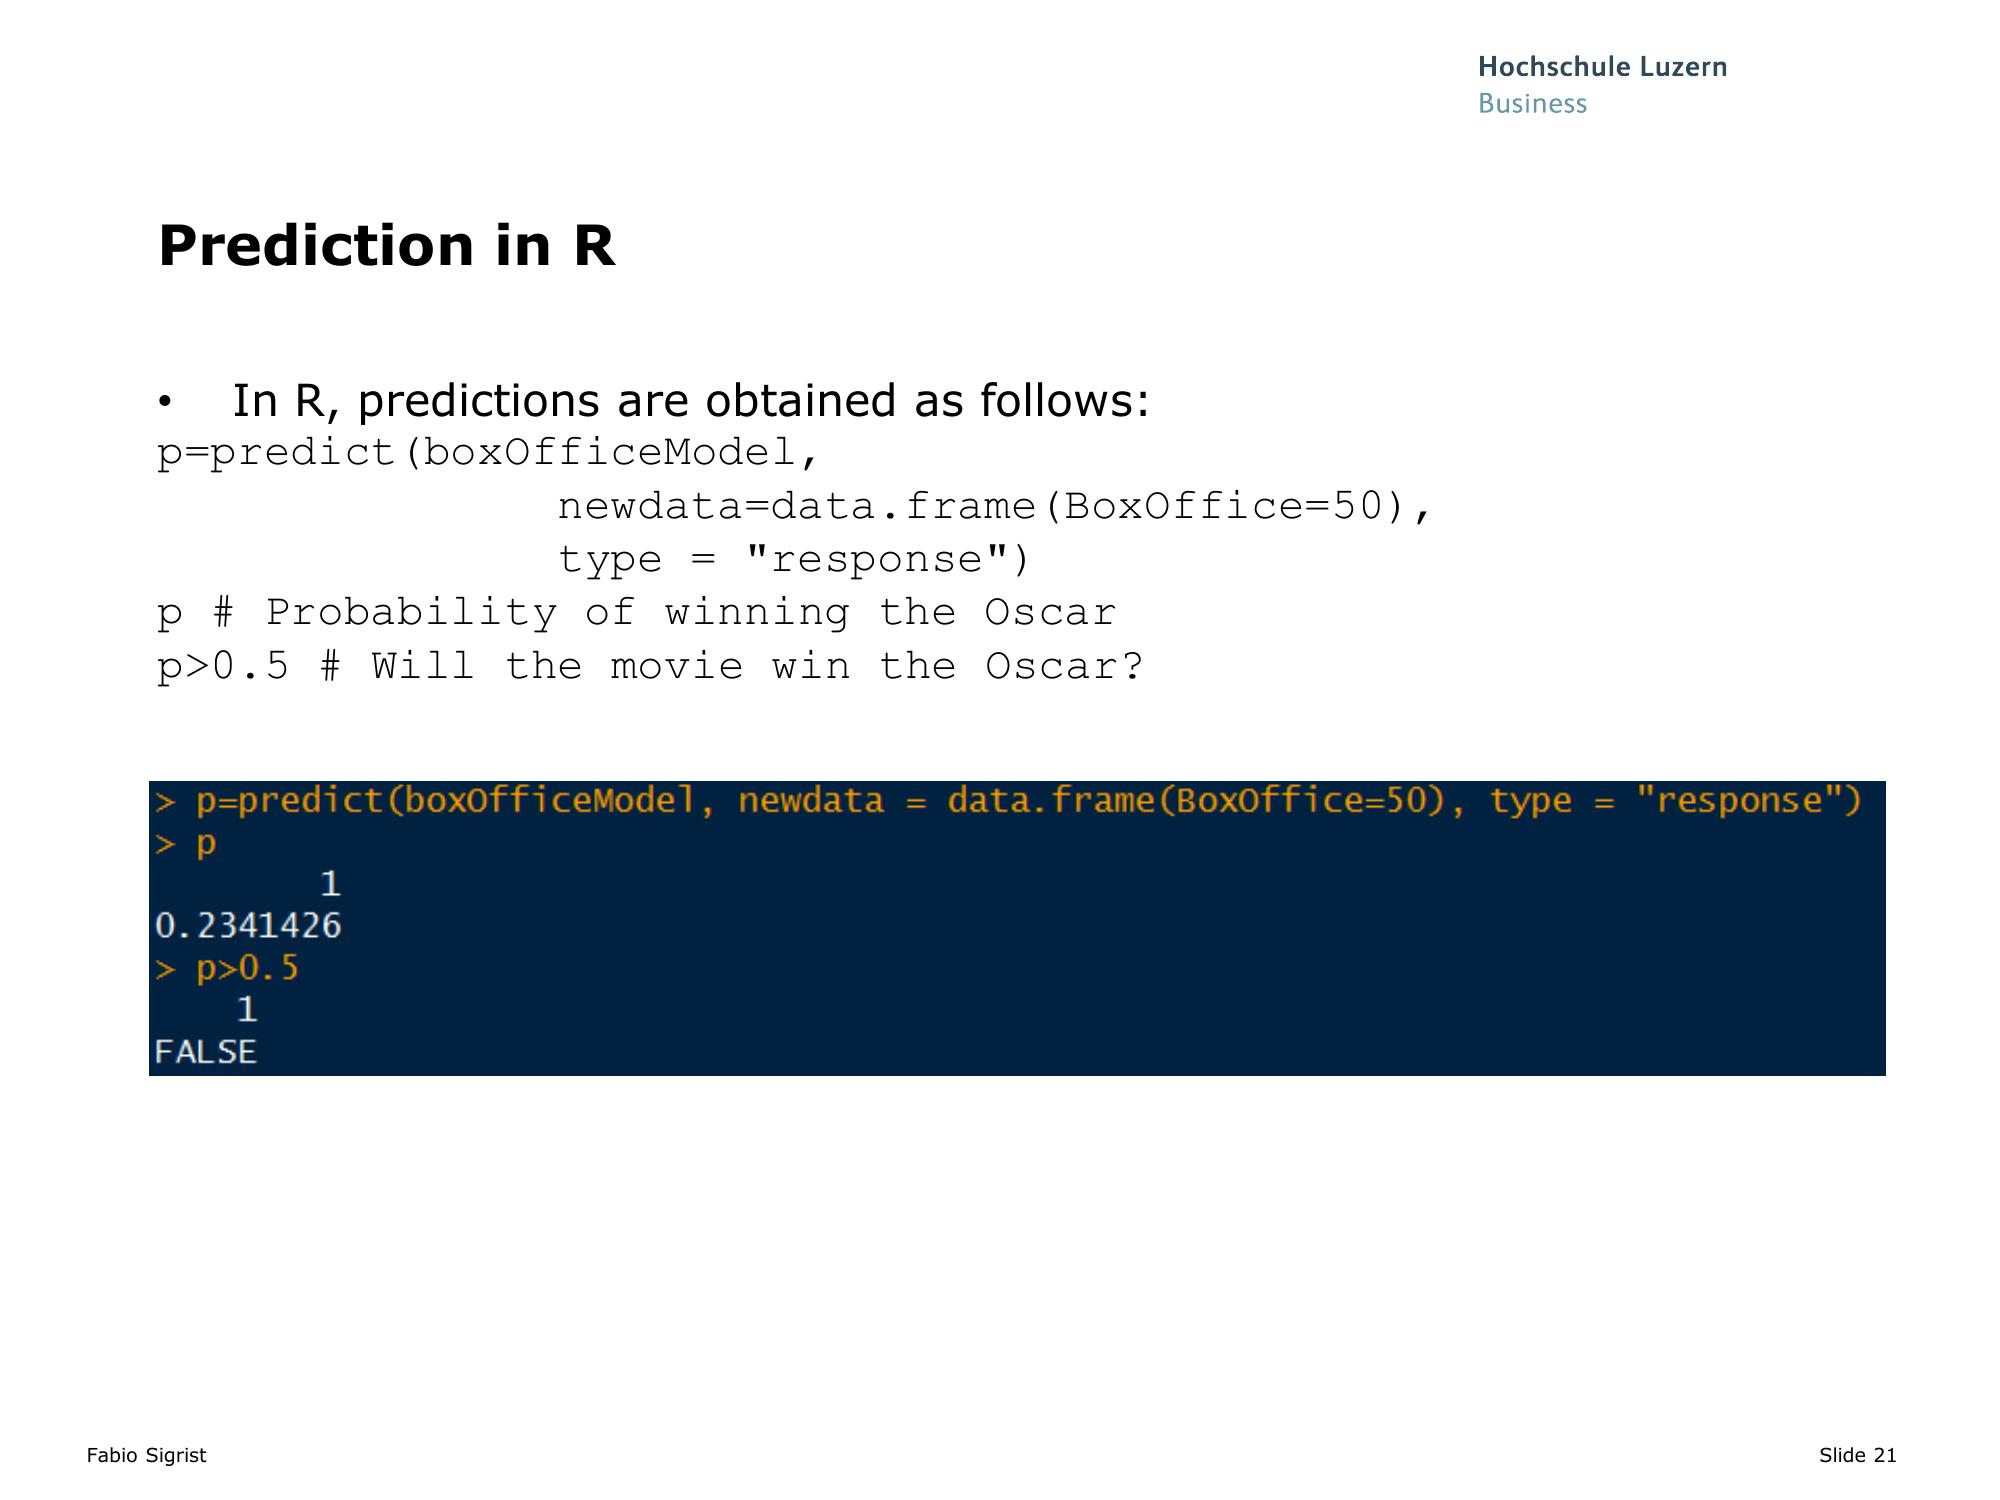 Hochschule Luzern
Business
Prediction in R
• In R, predictions are obtained as follows:
p=predict(boxOfficeModel,
newdata=data.frame(BoxOffice=50),
type = "response")
p # Probability of winning the Oscar
p>0.5 # Will the movie win the Oscar?
> p=predict(boxOfficeModel, newdata = data.frame(BoxOffice=50), type = "response")
> p
1
0.2341426
> p>0.5
1
FALSE
Fabio Sigrist
Slide 21